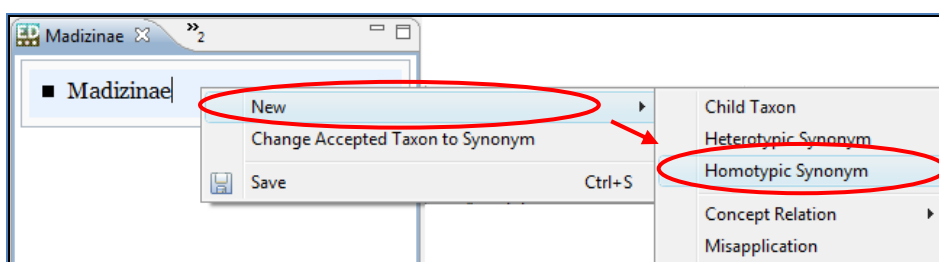 ED Madizinae »2
■ Madizinae
New
Change Accepted Taxon to Synonym
Save Ctrl+S
Child Taxon
Heterotypic Synonym
Homotypic Synonym
Concept Relation
Misapplication